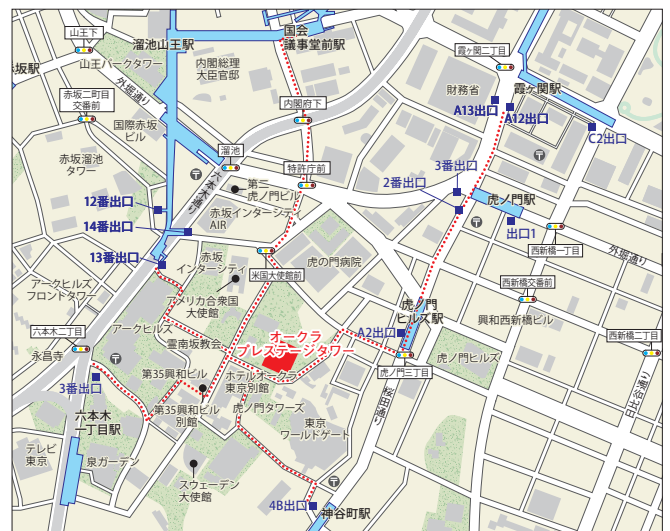 山王下
溜池山王駅
国会
議事堂前駅
霞ヶ関二丁目
赤坂駅
山王パークタワー
内閣総理
大臣官邸
外堀通り
財務省
霞ヶ関駅
赤坂二町目
交番前
A13出口
A12出口
国際赤坂
ビル
内閣府下
C2出口
赤坂溜池
タワー
溜池
六本木通り
特許庁前
3番出口
2番出口
第二
虎ノ門ビル
虎ノ門駅
12番出口
赤坂インターシティ
AIR
出口1
外堀通り
14番出口
西新橋一丁目
13番出口
赤坂
インターシティ
米国大使館前
虎の門病院
アークヒルズ
フロントタワー
アメリカ合衆国
大使館
西新橋交番前
虎ノ門
ヒルズ駅
興和西新橋ビル
六本木二丁目
アークヒルズ
オークラ
プレステージタワー
A2出口
西新橋二丁目
永昌寺
霊南坂教会
虎ノ門三丁目
虎ノ門ヒルズ
3番出口
第35興和ビル
ホテルオークラ
東京別館
桜田通り
日比谷通り
第35興和ビル
別館
虎ノ門タワーズ
六本木
一丁目駅
東京
ワールドゲート
テレビ
東京
泉ガーデン
スウェーデン
大使館
4B出口
神谷町駅